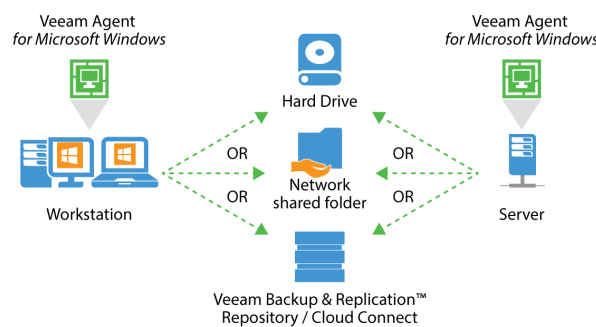 Veeam Agent
for Microsoft Windows
Veeam Agent
for Microsoft Windows
Hard Drive
OR
OR
Network
shared folder
OR
OR
Workstation
Server
Veeam Backup & Replication™
Repository / Cloud Connect